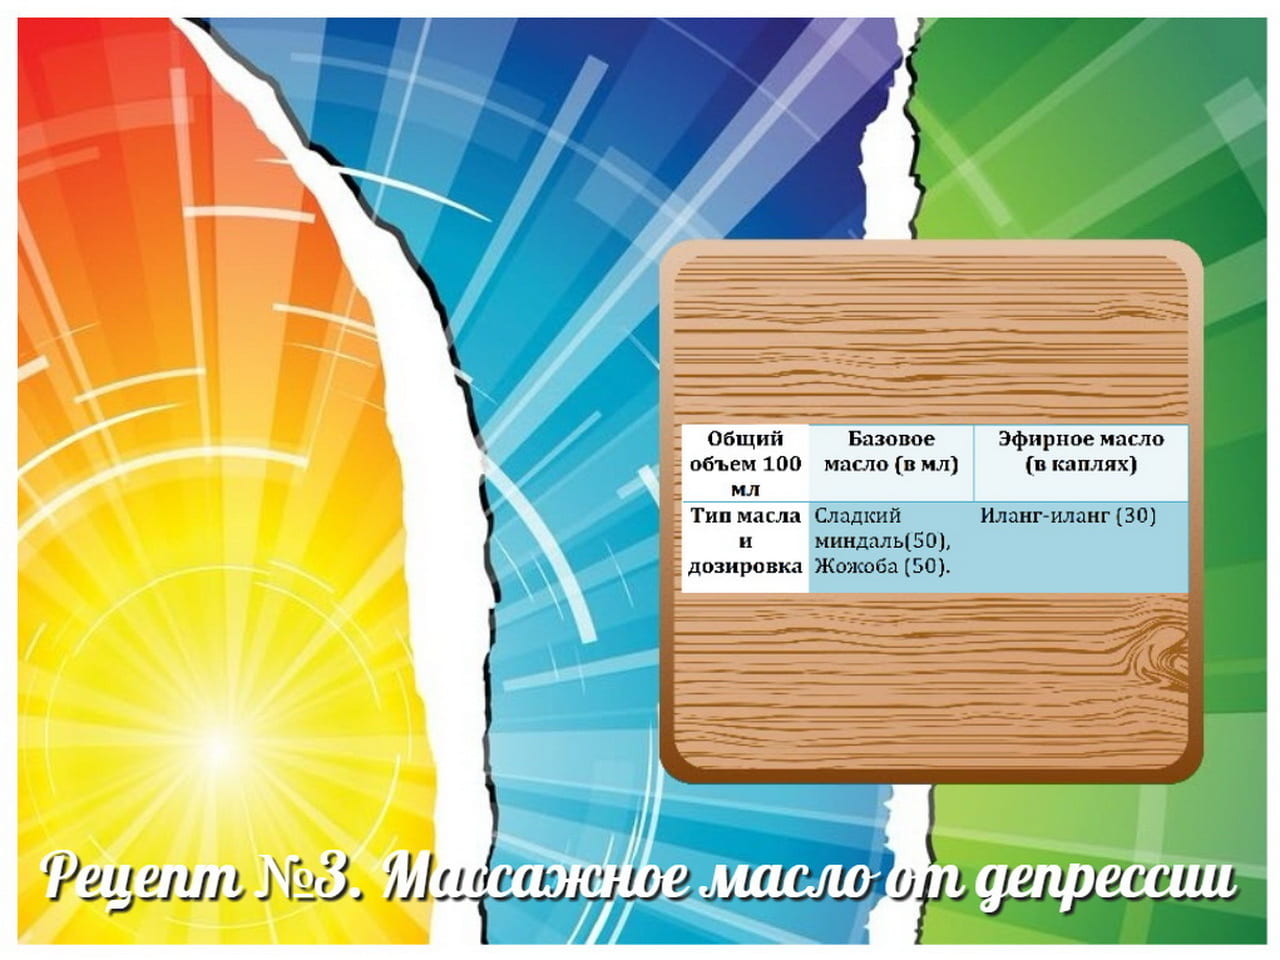 Общий
объем 100
мл
Базовое
масло (в мл)
Эфирное масло
(в каплях)
Тип масла
и
дозировка
Сладкий
миндаль(50),
Жожоба (50).
Иланг-иланг (30)
Рецепт №3. Массажное масло от депрессии